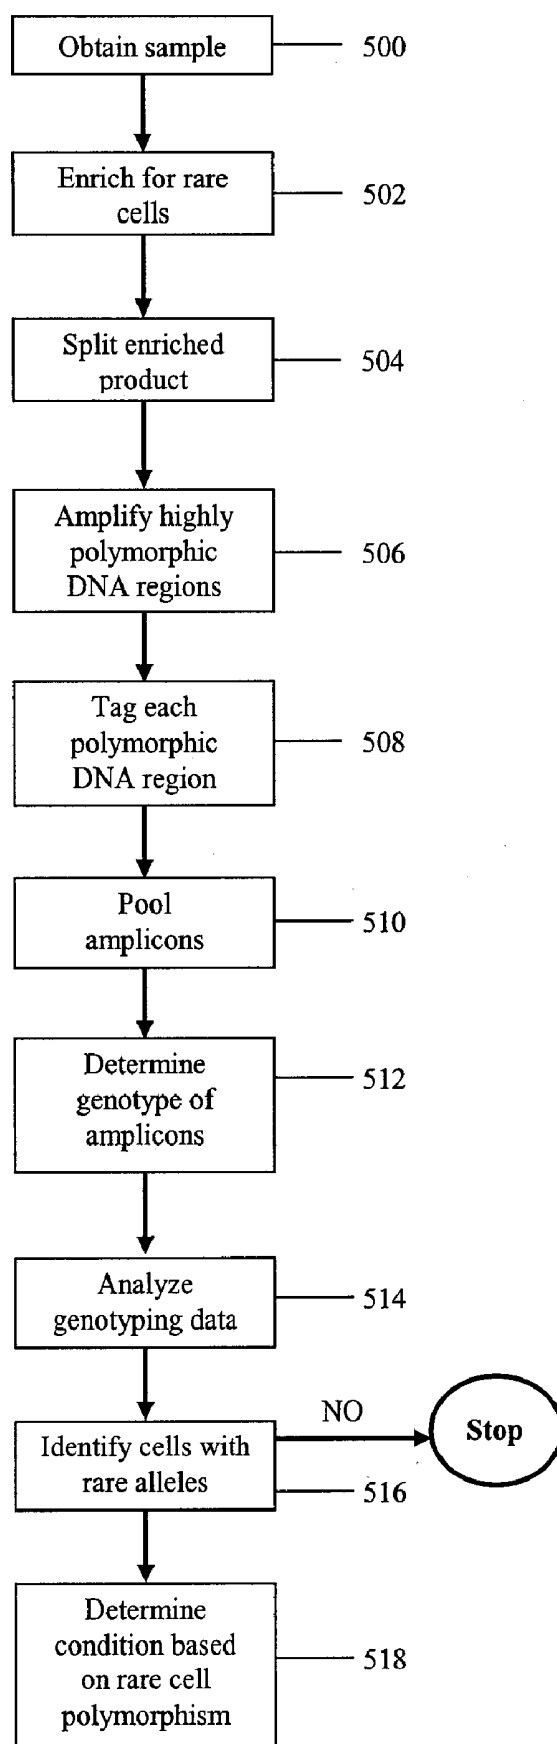 Obtain sample
500
Enrich for rare
cells
502
Split enriched
product
504
Amplify highly
polymorphic
DNA regions
506
Tag each
polymorphic
DNA region
508
Pool
amplicons
510
Determine
genotype of
amplicons
512
Analyze
genotyping data
514
NO
Stop
Identify cells with
rare alleles
516
Determine
condition based
on rare cell
polymorphism
518